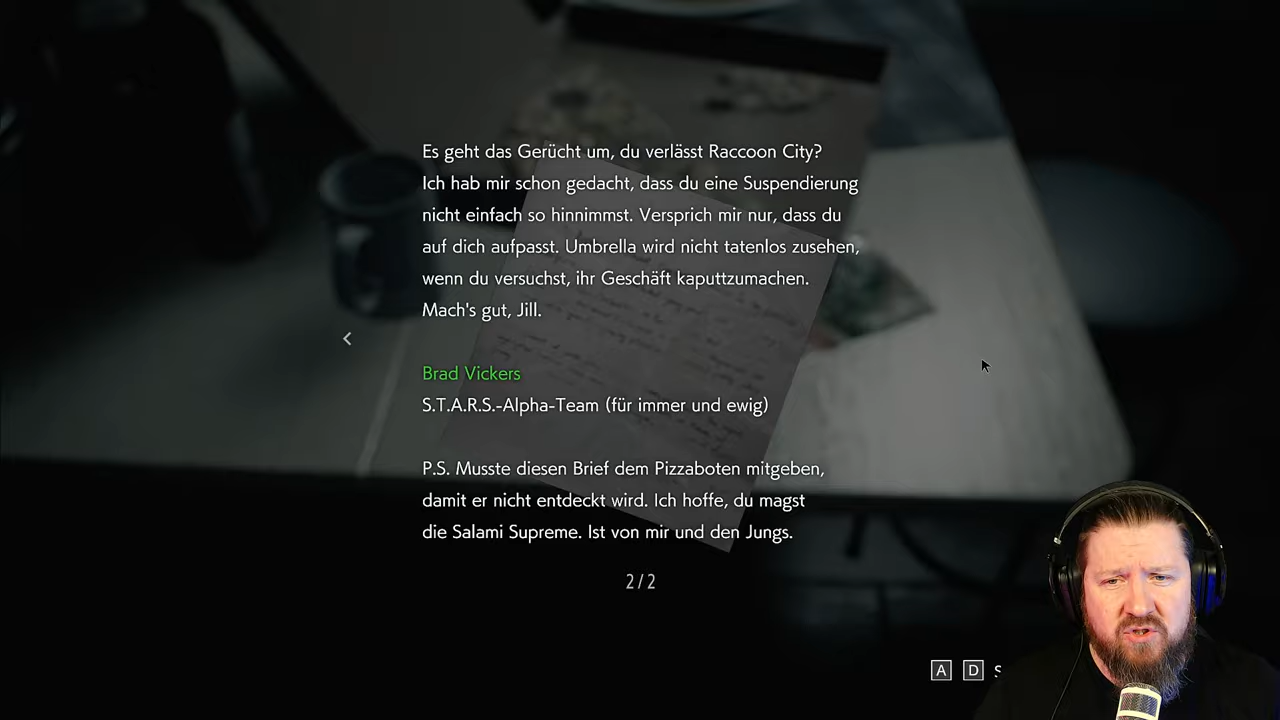 Es geht das Gerücht um, du verlässt Raccoon City?
Ich hab mir schon gedacht, dass du eine Suspendierung
nicht einfach so hinnimmst. Versprich mir nur, dass du
auf dich aufpasst. Umbrella wird nicht tatenlos zusehen,
wenn du versuchst, ihr Geschäft kaputtzumachen.
Mach's gut, Jill.
Brad Vickers
S.T.A.R.S.-Alpha-Team (für immer und ewig)
P.S. Musste diesen Brief dem Pizzaboten mitgeben,
damit er nicht entdeckt wird. Ich hoffe, du magst
die Salami Supreme. Ist von mir und den Jungs.
2/2
A D